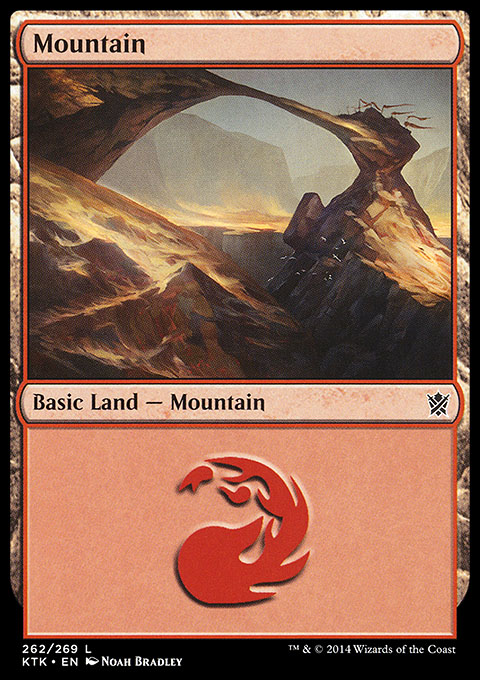 Mountain
Basic Land — Mountain
262/269 L
KTK • EN Noah Bradley
™ & © 2014 Wizards of the Coast